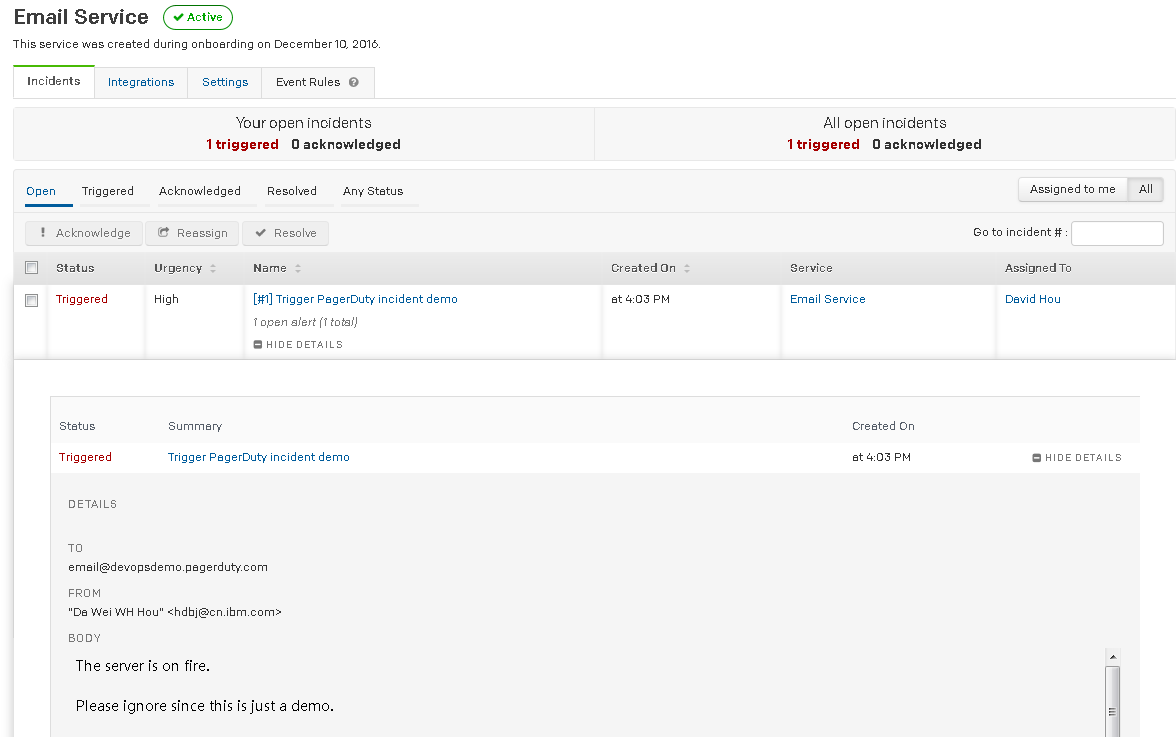 Email Service Active
This service was created during onboarding on December 10, 2016.
Incidents Integrations Settings Event Rules ?
Your open incidents All open incidents
1 triggered 0 acknowledged 1 triggered 0 acknowledged
Open Triggered Acknowledged Resolved Any Status Assigned to me All
! Acknowledge Reassign Resolve Go to incident # :
Status Urgency Name Created On Service Assigned To
Triggered High [#1] Trigger PagerDuty incident demo at 4:03 PM Email Service David Hou
1 open alert (1 total)
HIDE DETAILS
Status Summary Created On
Triggered Trigger PagerDuty incident demo at 4:03 PM HIDE DETAILS
DETAILS
TO
email@devopsdemo.pagerduty.com
FROM
"Da Wei WH Hou" <hdbj@cn.ibm.com>
BODY
The server is on fire.
Please ignore since this is just a demo.